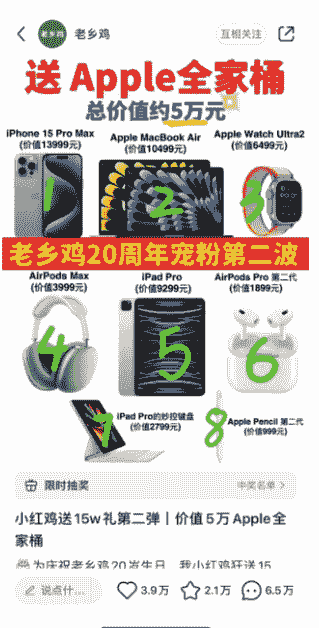 老乡鸡
老乡鸡
互相关注
送 Apple全家桶
总价值约5万元
iPhone 15 Pro Max
(价值13999元)
Apple MacBook Air
(价值10499元)
Apple Watch Ultra2
(价值6499元)
1
2
3
老乡鸡20周年宠粉第二波
AirPods Max
(价值3999元)
iPad Pro
(价值9299元)
AirPods Pro 第二代
(价值1899元)
4
5
6
7
iPad Pro的妙控键盘
(价值2799元)
8
Apple Pencil 第二代
(价值999元)
限时抽奖
中奖名单 >
小红鸡送15w礼第二弹｜价值5万Apple全
家桶
为庆祝老乡鸡20岁生日，我小红鸡狂送15
说点什...
3.9万
2.1万
6.5万